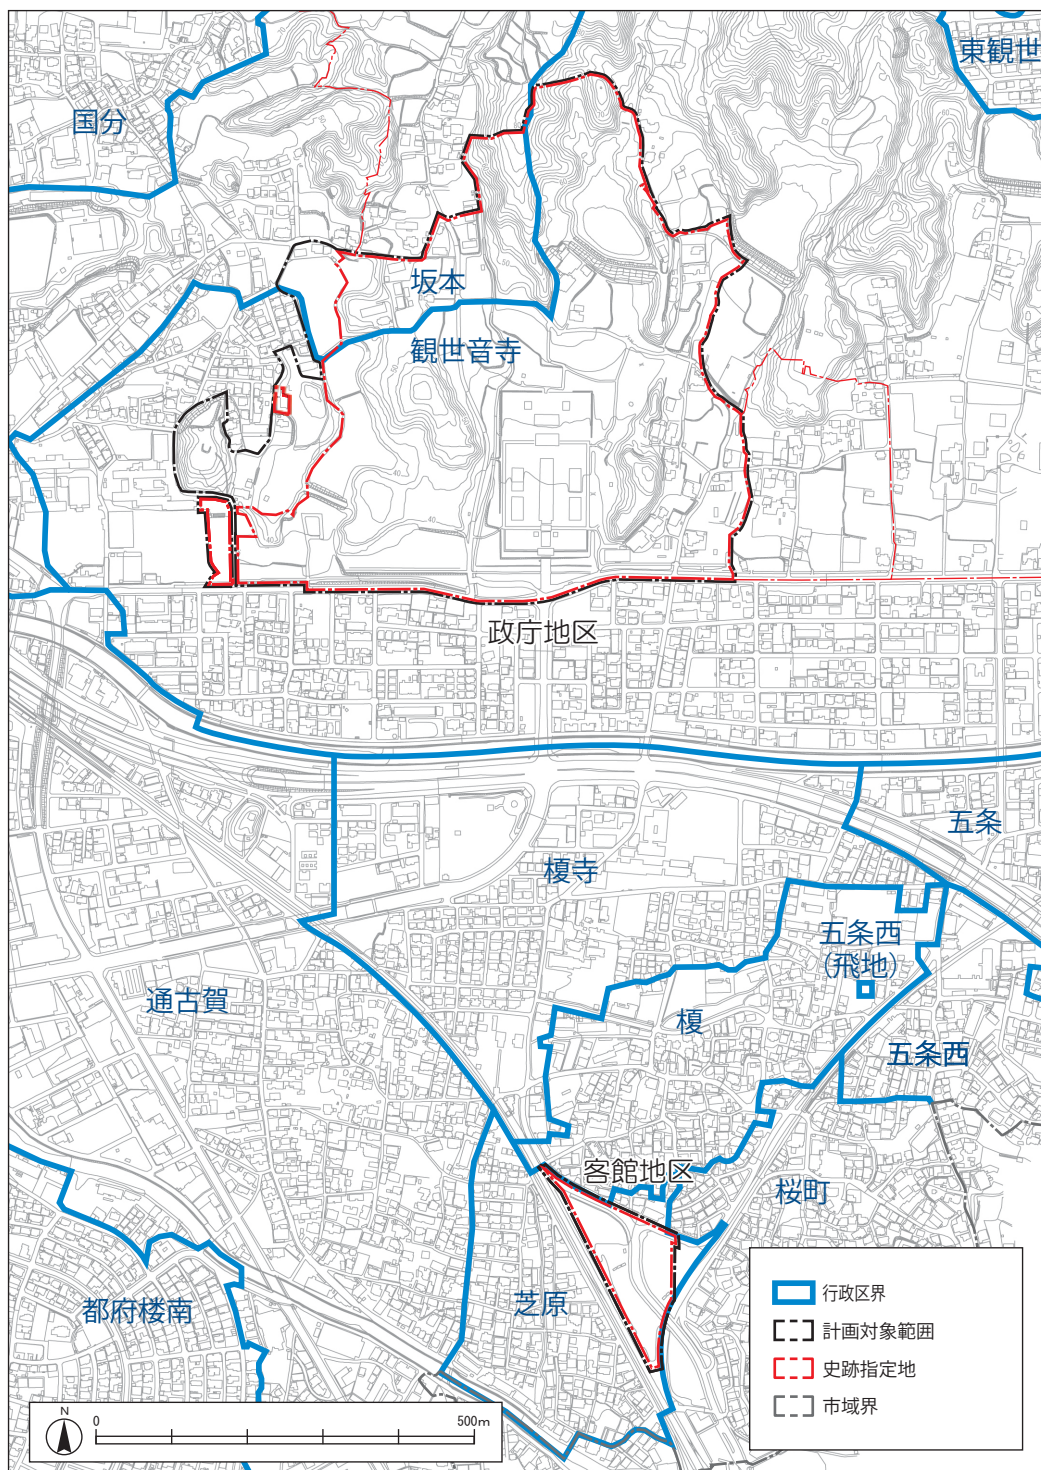 東観世
国分
坂本
観世音寺
政庁地区
五条
榎寺
五条西
(飛地)
通古賀
榎
五条西
客館地区
桜町
芝原
都府楼南
行政区界
計画対象範囲
史跡指定地
市域界
N
0
500m